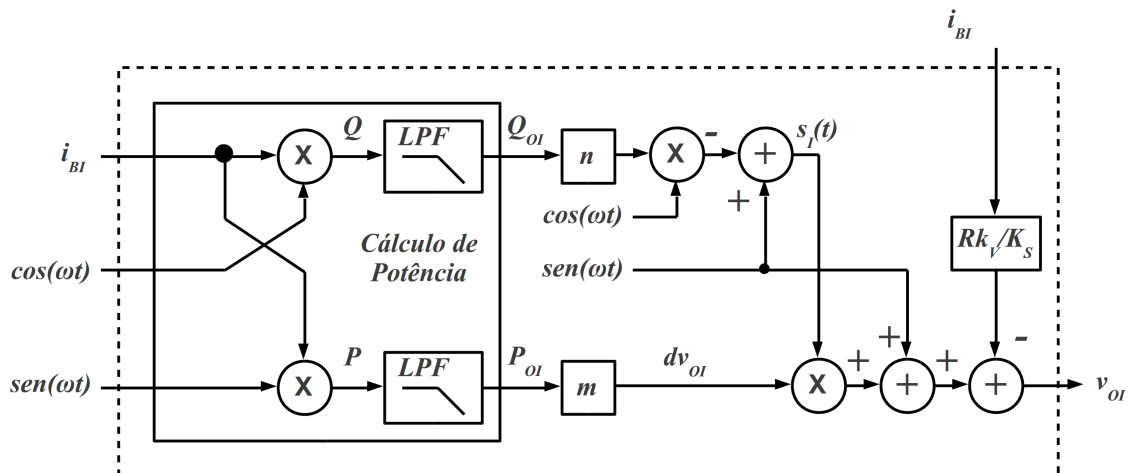 i_BI
i_BI
Q
LPF
Q_OI
n
X
-
+
s_I(t)
X
+
cos(ωt)
Rk_V/K_S
Cálculo de
Potência
cos(ωt)
sen(ωt)
+
-
P
LPF
P_OI
dv_OI
+
+
sen(ωt)
X
m
X
+
+
v_OI